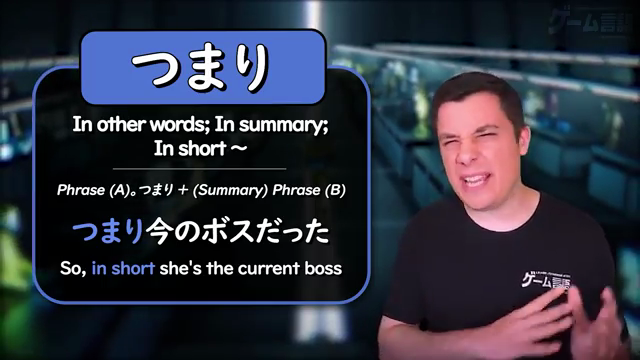 ゲーム言語
つまり
In other words; In summary;
In short ～
Phrase (A)。つまり + (Summary) Phrase (B)
つまり今のボスだった
So, in short she's the current boss
ゲーム言語